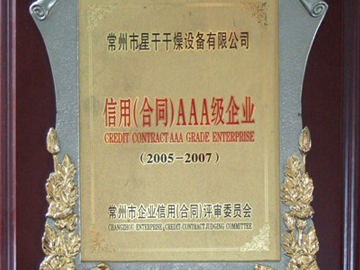 常州市星干干燥设备有限公司
信用(合同)AAA级企业
CREDIT CONTRACT AAA GRADE ENTERPRISE
(2005-2007)
常州市企业信用(合同)评审委员会
CHANGZHOU ENTERPRISE CREDIT CONTRACT JUDGING COMMITTEE